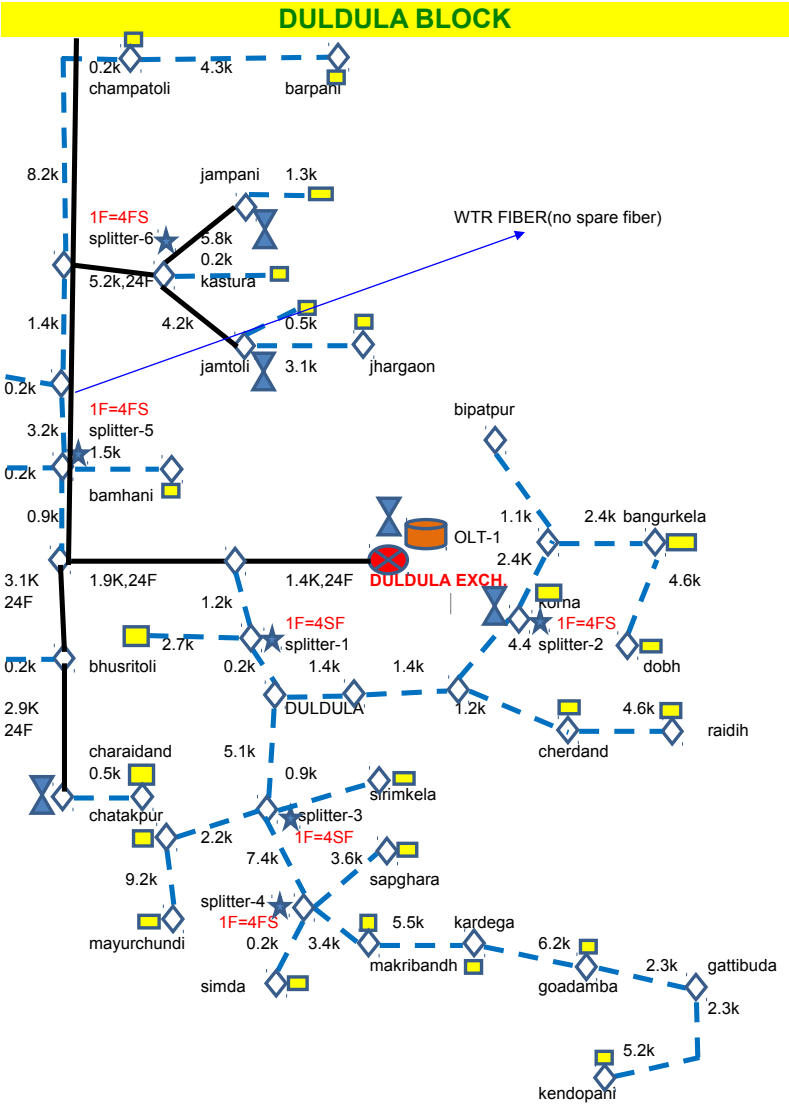 DULDULA BLOCK
0.2k
4.3k
champatoli
barpani
8.2k
jampani
1.3k
1F=4FS
splitter-6
5.8k
WTR FIBER(no spare fiber)
0.2k
5.2k,24F
kastura
1.4k
4.2k
0.5k
jamtoli
3.1k
jhargaon
0.2k
1F=4FS
3.2k
splitter-5
1.5k
bipatpur
0.2k
bamhani
0.9k
1.1k
2.4k
bangurkela
OLT-1
2.4K
3.1K
24F
1.9K,24F
1.4K,24F
DULDULA EXCH.
4.6k
1.2k
korna
1F=4SF
1F=4FS
2.7k
splitter-1
4.4
splitter-2
0.2k
bhusritoli
0.2k
1.4k
1.4k
dobh
2.9K
24F
DULDULA
1.2k
4.6k
raidih
cherdand
charaidand
5.1k
0.5k
0.9k
chatakpur
sirimkela
splitter-3
2.2k
1F=4SF
7.4k
3.6k
9.2k
sapghara
splitter-4
1F=4FS
5.5k
kardega
mayurchundi
0.2k
3.4k
6.2k
makribandh
2.3k
gattibuda
simda
goadamba
2.3k
5.2k
kendopani